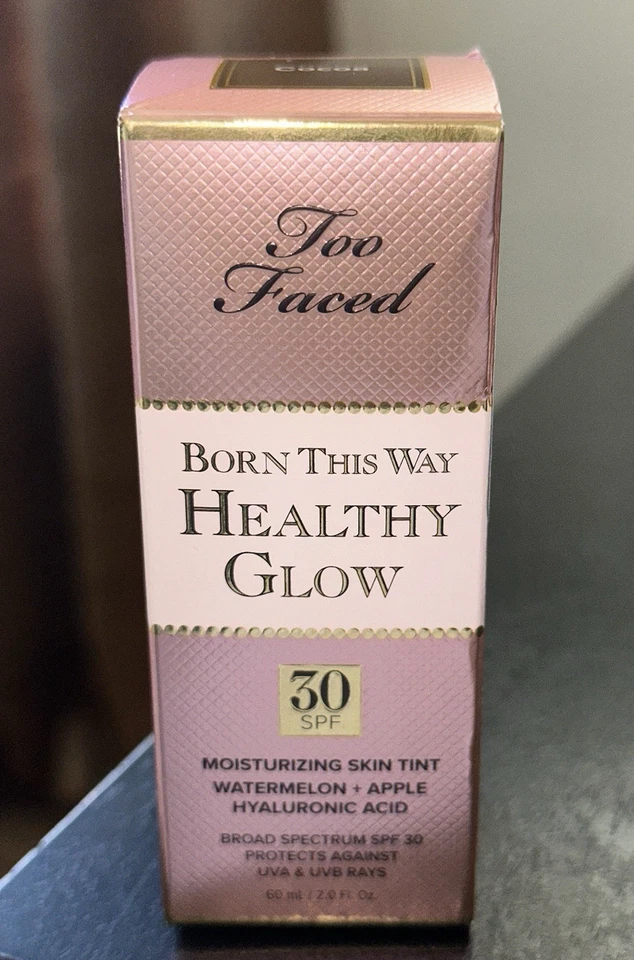 Cocoa
Too
Faced
BORN THIS WAY
HEALTHY
GLOW
30
SPF
MOISTURIZING SKIN TINT
WATERMELON + APPLE
HYALURONIC ACID
BROAD SPECTRUM SPF 30
PROTECTS AGAINST
UVA & UVB RAYS
60 mL / 2.0 Fl. Oz.